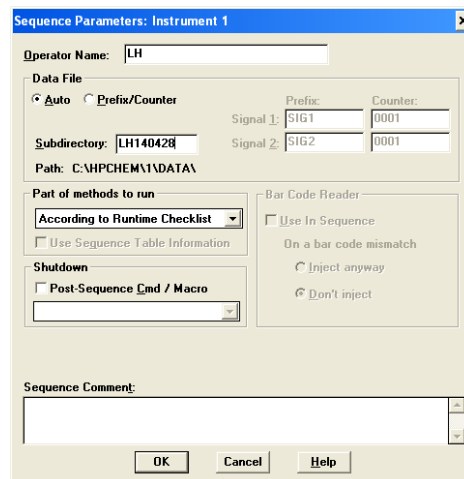 Sequence Parameters: Instrument 1
Operator Name: LH
Data File
Auto Prefix/Counter
Prefix: Counter:
Signal 1: SIG1 0001
Subdirectory: LH140428 Signal 2: SIG2 0001
Path: C:\HPCHEM\1\DATA\
Part of methods to run
According to Runtime Checklist
Use Sequence Table Information
Bar Code Reader
Use In Sequence
On a bar code mismatch
Inject anyway
Don't inject
Shutdown
Post-Sequence Cmd / Macro
Sequence Comment:
OK Cancel Help